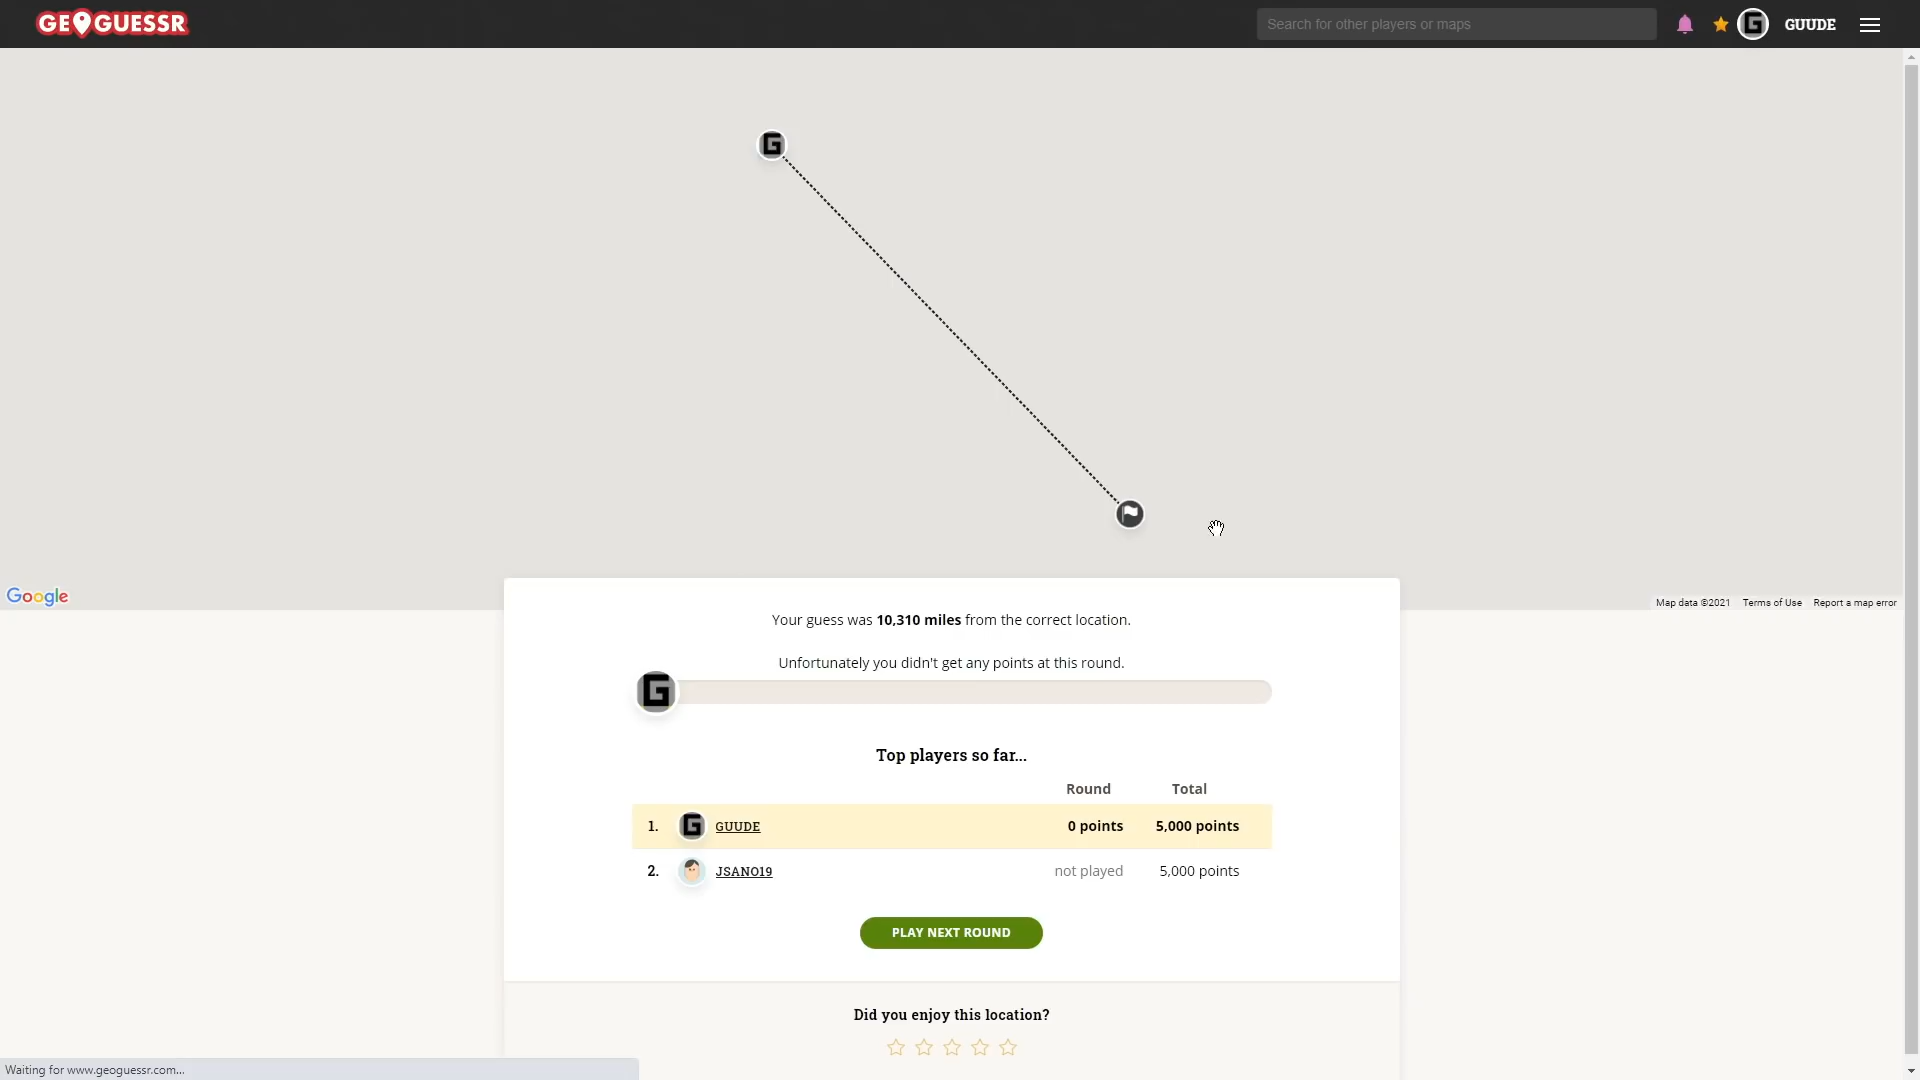 GEOGUESSR
Search for other players or maps
GUUDE
Google
Map data ©2021 Terms of Use Report a map error
Your guess was 10,310 miles from the correct location.
Unfortunately you didn't get any points at this round.
Top players so far...
Round Total
1. GUUDE 0 points 5,000 points
2. JSANO19 not played 5,000 points
PLAY NEXT ROUND
Did you enjoy this location?
Waiting for www.geoguessr.com...